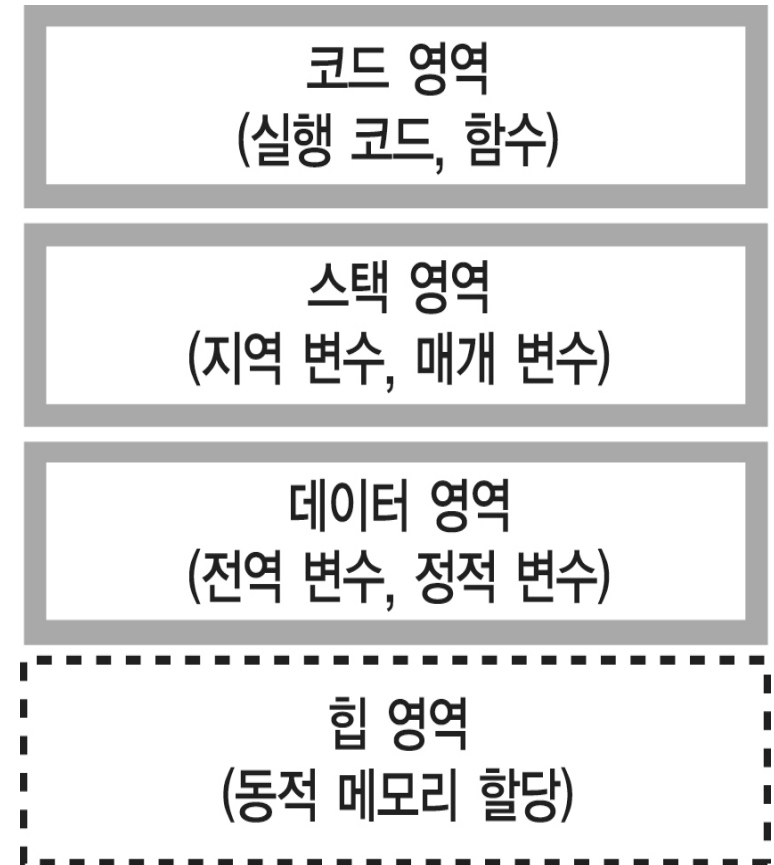 코드 영역
(실행 코드, 함수)
스택 영역
(지역 변수, 매개 변수)
데이터 영역
(전역 변수, 정적 변수)
힙 영역
(동적 메모리 할당)